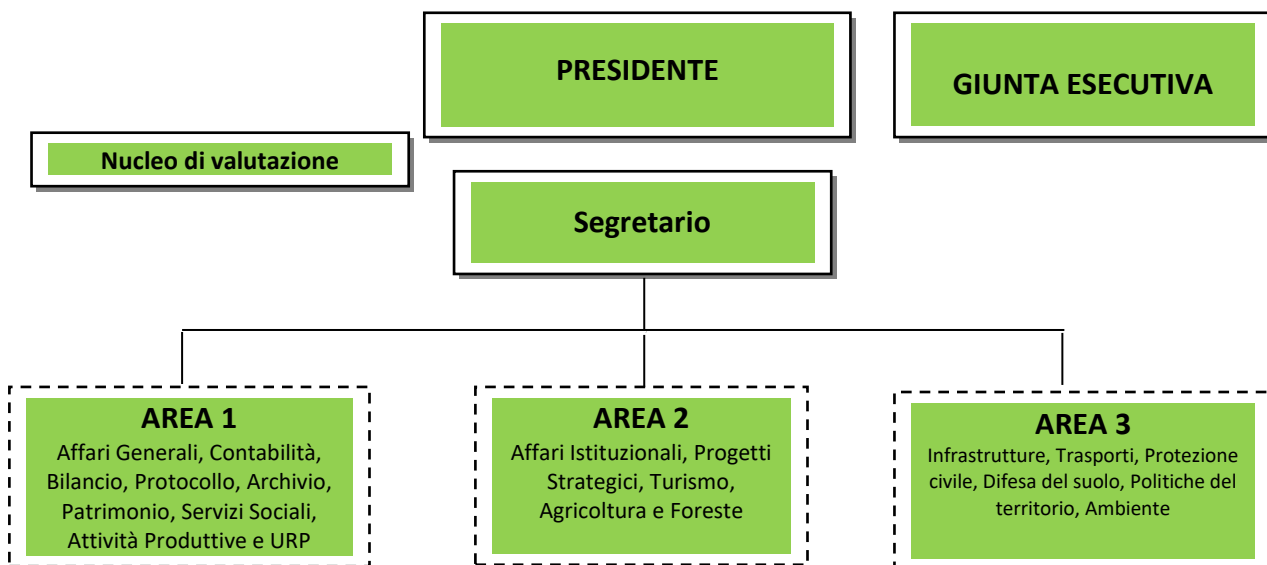 PRESIDENTE
GIUNTA ESECUTIVA
Nucleo di valutazione
Segretario
AREA 1
Affari Generali, Contabilità,
Bilancio, Protocollo, Archivio,
Patrimonio, Servizi Sociali,
Attività Produttive e URP
AREA 2
Affari Istituzionali, Progetti
Strategici, Turismo,
Agricoltura e Foreste
AREA 3
Infrastrutture, Trasporti, Protezione
civile, Difesa del suolo, Politiche del
territorio, Ambiente